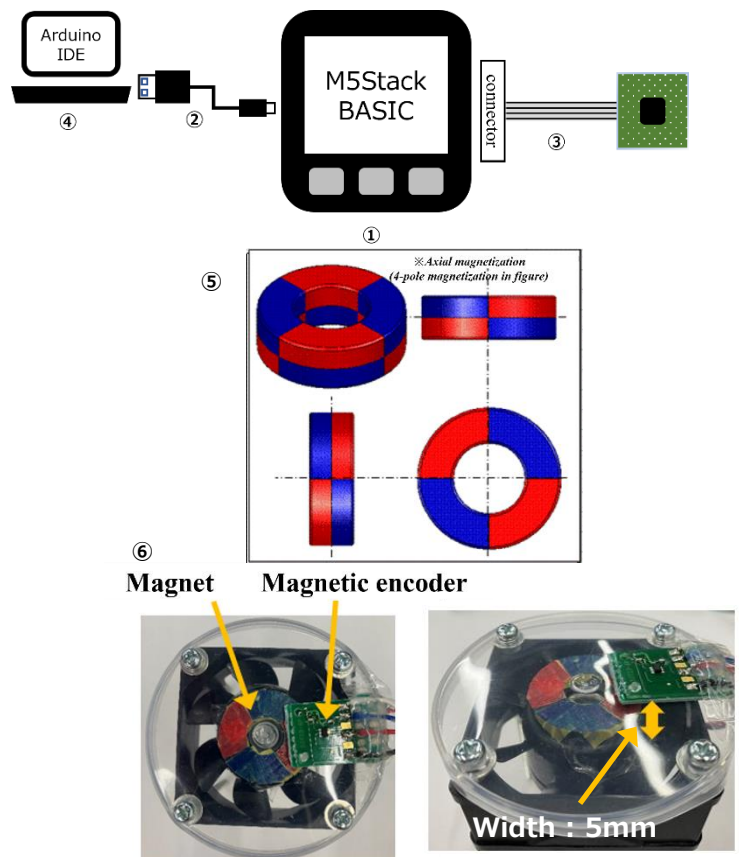 Arduino
IDE
M5Stack
BASIC
connector
④
②
③
①
⑤
※Axial magnetization
(4-pole magnetization in figure)
⑥
Magnet
Magnetic encoder
Width : 5mm